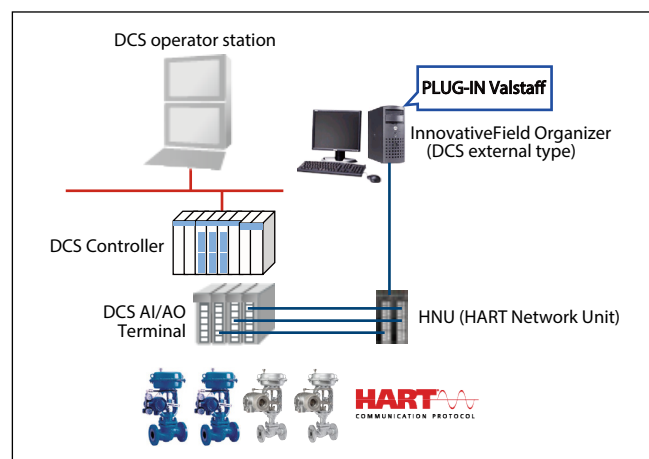 DCS operator station
PLUG-IN Valstaff
InnovativeField Organizer
(DCS external type)
DCS Controller
DCS AI/AO
Terminal
HNU (HART Network Unit)
HART
COMMUNICATION PROTOCOL